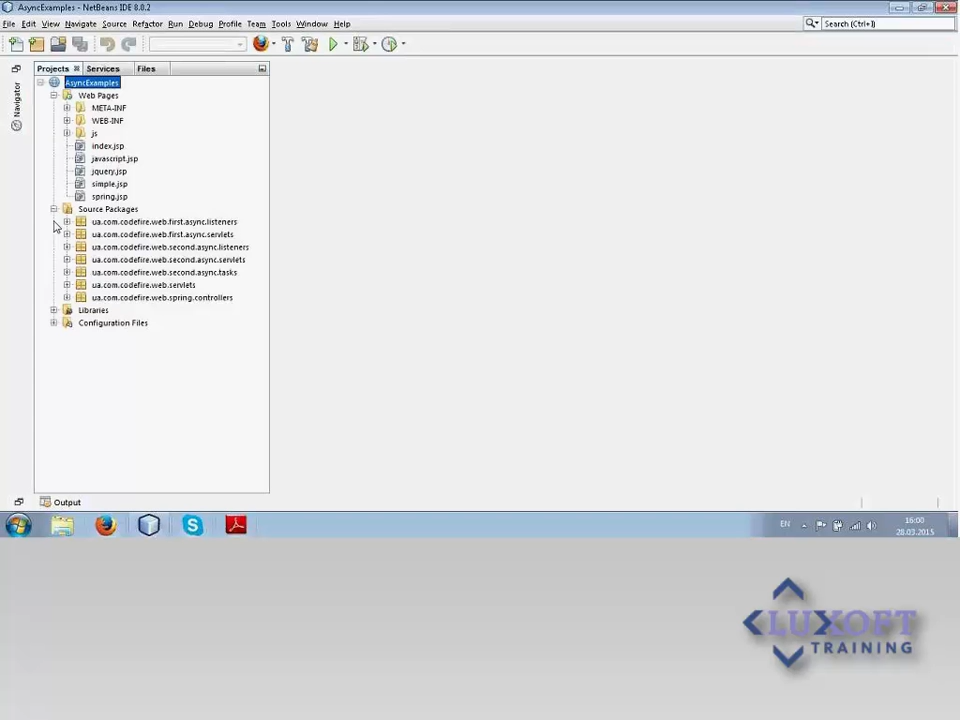 AsyncExamples - NetBeans IDE 8.0.2
File Edit View Navigate Source Refactor Run Debug Profile Team Tools Window Help
Search (Ctrl+I)
Projects Services Files
Navigator
AsyncExamples
Web Pages
META-INF
WEB-INF
js
index.jsp
javascript.jsp
jquery.jsp
simple.jsp
spring.jsp
Source Packages
ua.com.codefire.web.first.async.listeners
ua.com.codefire.web.first.async.servlets
ua.com.codefire.web.second.async.listeners
ua.com.codefire.web.second.async.servlets
ua.com.codefire.web.second.async.tasks
ua.com.codefire.web.servlets
ua.com.codefire.web.spring.controllers
Libraries
Configuration Files
Output
EN
16:00
28.03.2015
LUXOFT
TRAINING